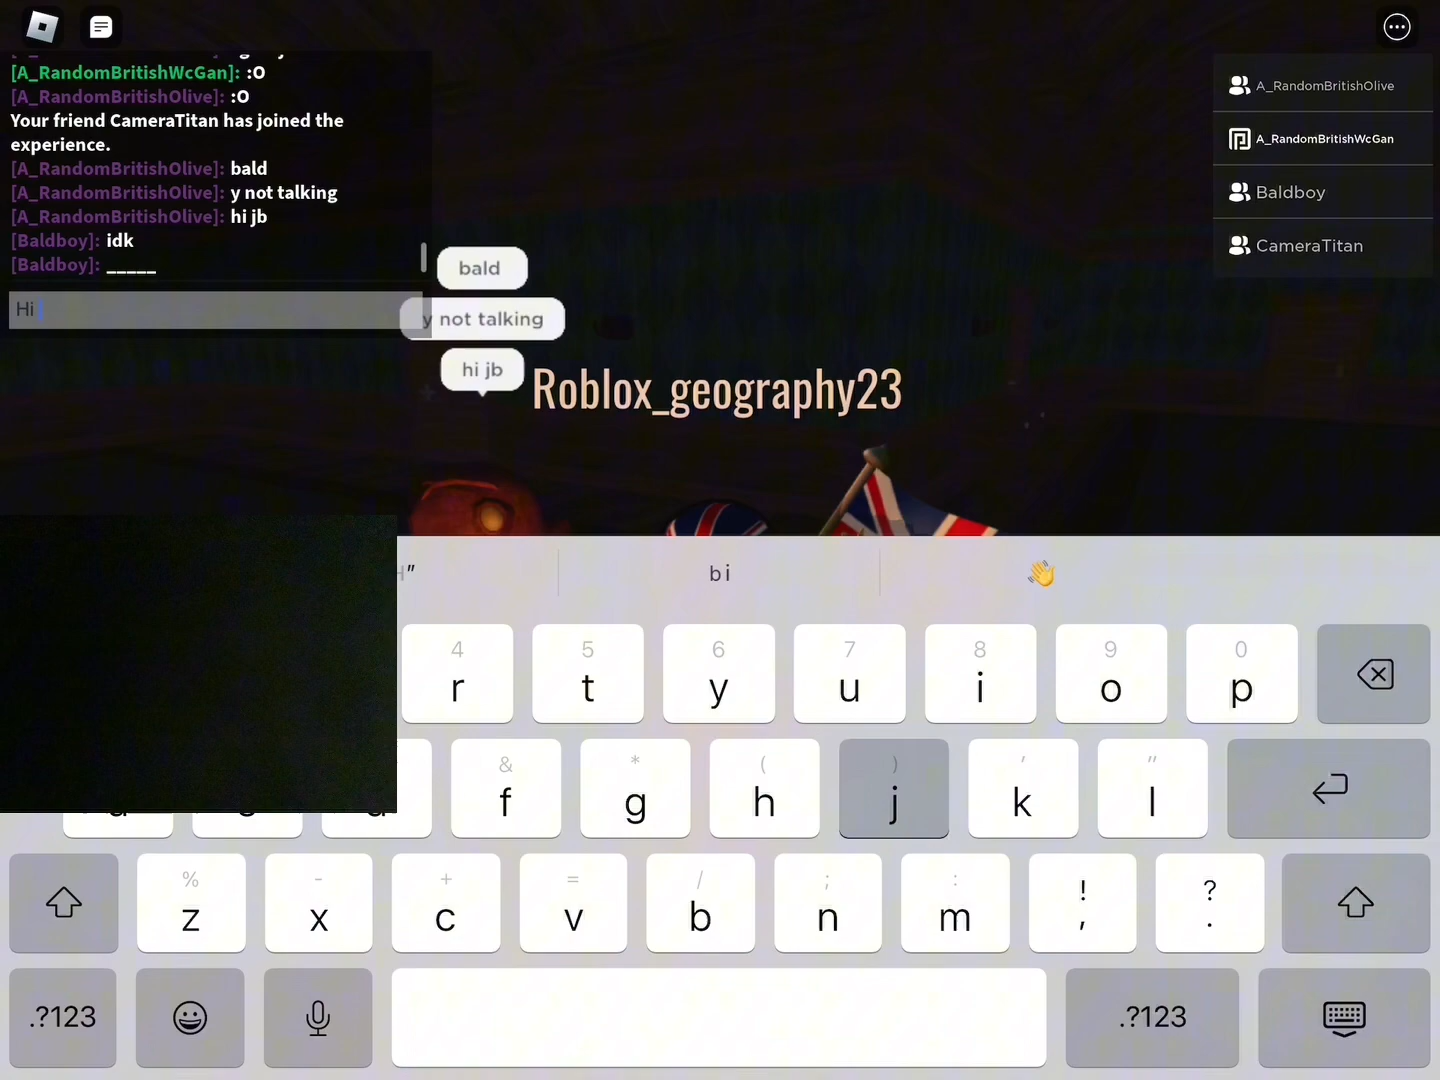 [A_RandomBritishWcGan]: :O
[A_RandomBritishOlive]: :O
Your friend CameraTitan has joined the
experience.
[A_RandomBritishOlive]: bald
[A_RandomBritishOlive]: y not talking
[A_RandomBritishOlive]: hi jb
[Baldboy]: idk
[Baldboy]: _____
Hi
A_RandomBritishOlive
A_RandomBritishWcGan
Baldboy
CameraTitan
bald
y not talking
hi jb
Roblox_geography23
bi 👋
4 5 6 7 8 9 0
r t y u i o p
& * ( ) ' "
f g h j k l
% - + = / ; : ! ?
z x c v b n m , .
.?123 .?123